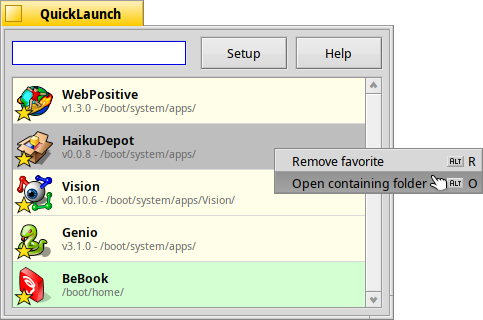 QuickLaunch
Setup
Help
WebPositive
v1.3.0 - /boot/system/apps/
HaikuDepot
v0.0.8 - /boot/system/apps/
Remove favorite ALT R
Open containing folder ALT O
Vision
v0.10.6 - /boot/system/apps/Vision/
Genio
v3.1.0 - /boot/system/apps/
BeBook
/boot/home/